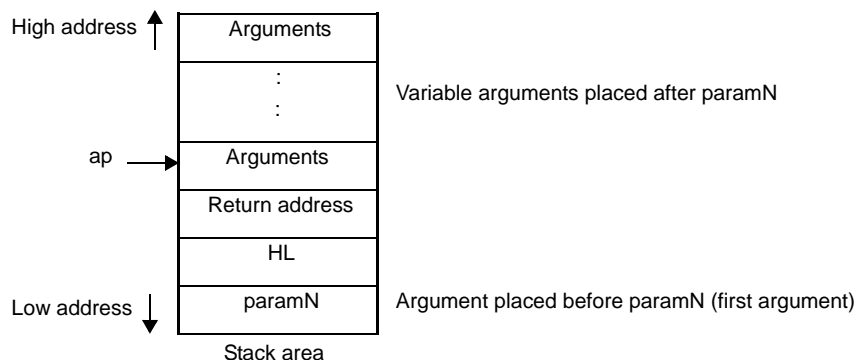 High address
Arguments
:
:
Variable arguments placed after paramN
ap
Arguments
Return address
HL
Low address
paramN
Argument placed before paramN (first argument)
Stack area